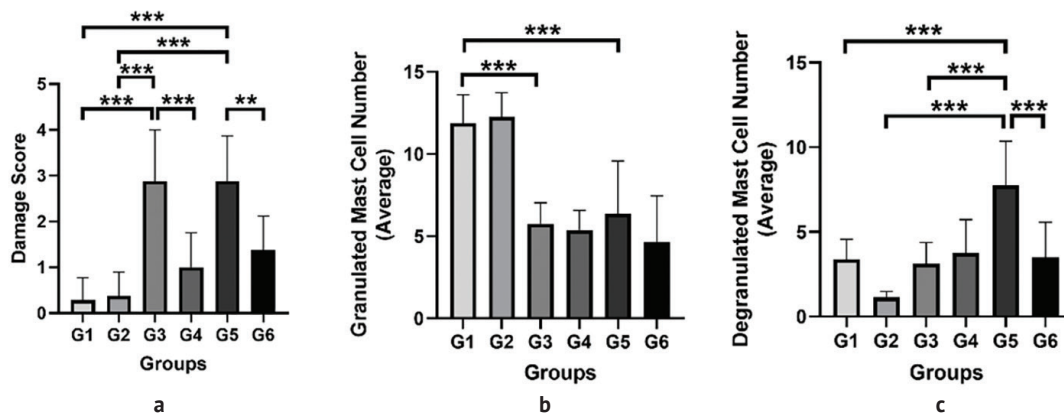 ***
***
***
***
***
**
Damage Score
5
4
3
2
1
0
G1 G2 G3 G4 G5 G6
Groups
a
***
***
Granulated Mast Cell Number
(Average)
15
10
5
0
G1 G2 G3 G4 G5 G6
Groups
b
***
***
***
***
Degranulated Mast Cell Number
(Average)
15
10
5
0
G1 G2 G3 G4 G5 G6
Groups
c